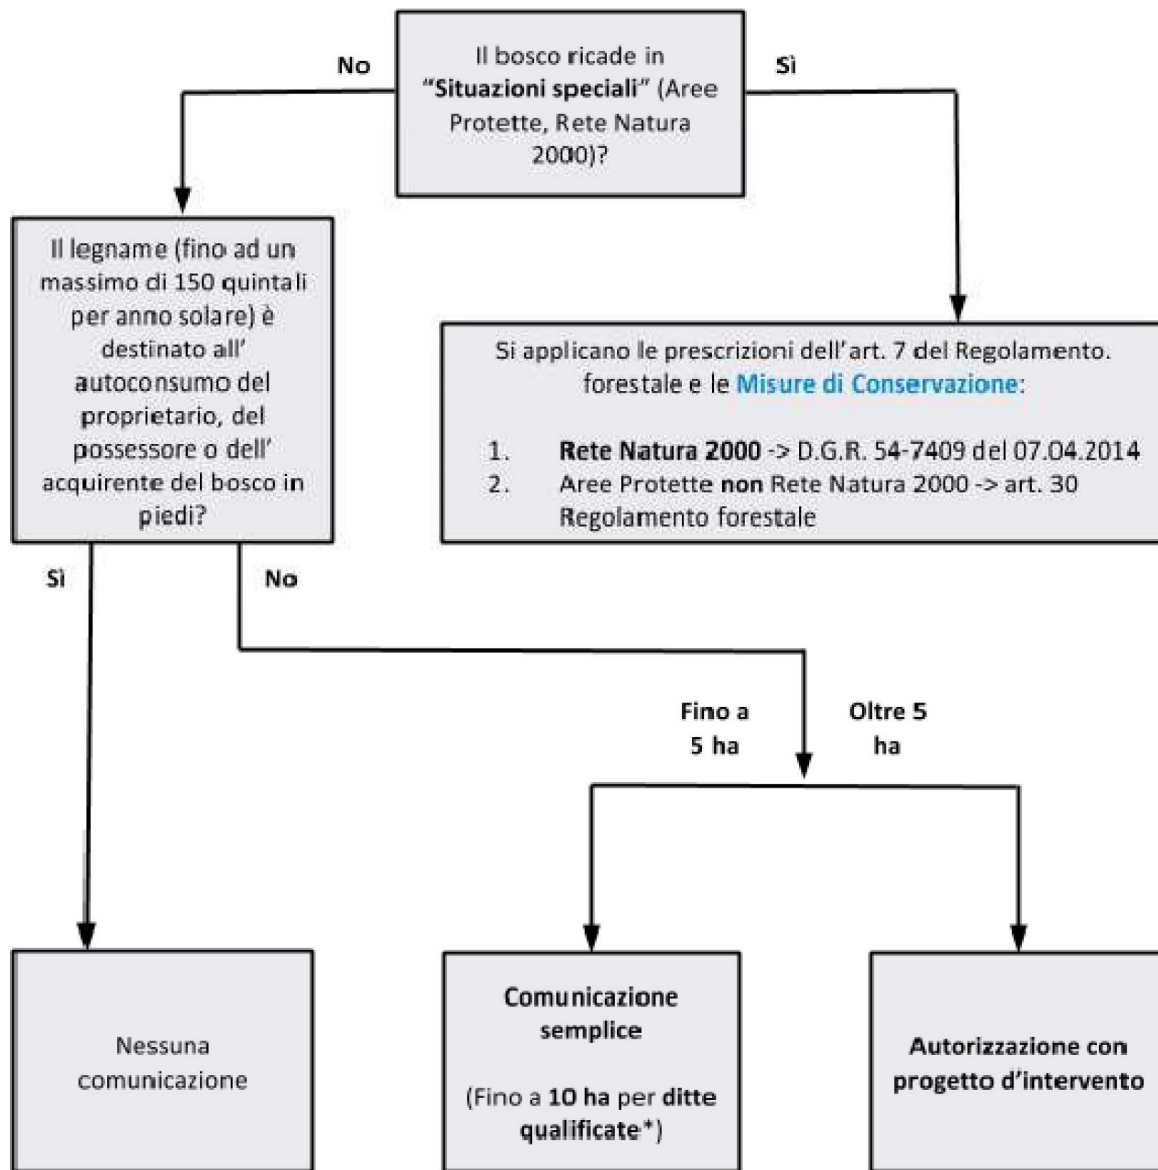 Il bosco ricade in
"Situazioni speciali" (Aree
Protette, Rete Natura
2000)?
No
Sì
Il legname (fino ad un
massimo di 150 quintali
per anno solare) è
destinato all'
autoconsumo del
proprietario, del
possessore o dell'
acquirente del bosco in
piedi?
Si applicano le prescrizioni dell'art. 7 del Regolamento.
forestale e le Misure di Conservazione:
1. Rete Natura 2000 -> D.G.R. 54-7409 del 07.04.2014
2. Aree Protette non Rete Natura 2000 -> art. 30
Regolamento forestale
Sì
No
Fino a
5 ha
Oltre 5
ha
Nessuna
comunicazione
Comunicazione
semplice
(Fino a 10 ha per ditte
qualificate*)
Autorizzazione con
progetto d'intervento